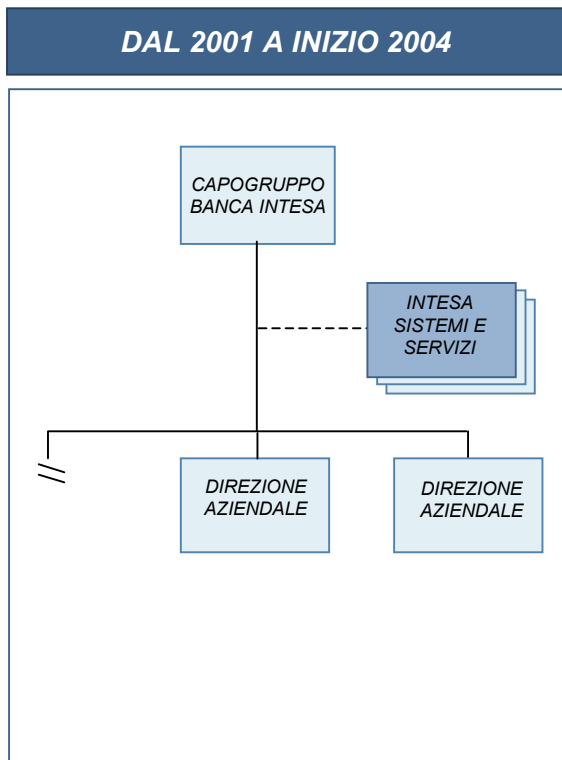 DAL 2001 A INIZIO 2004
CAPOGRUPPO
BANCA INTESA
INTESA
SISTEMI E
SERVIZI
DIREZIONE
AZIENDALE
DIREZIONE
AZIENDALE